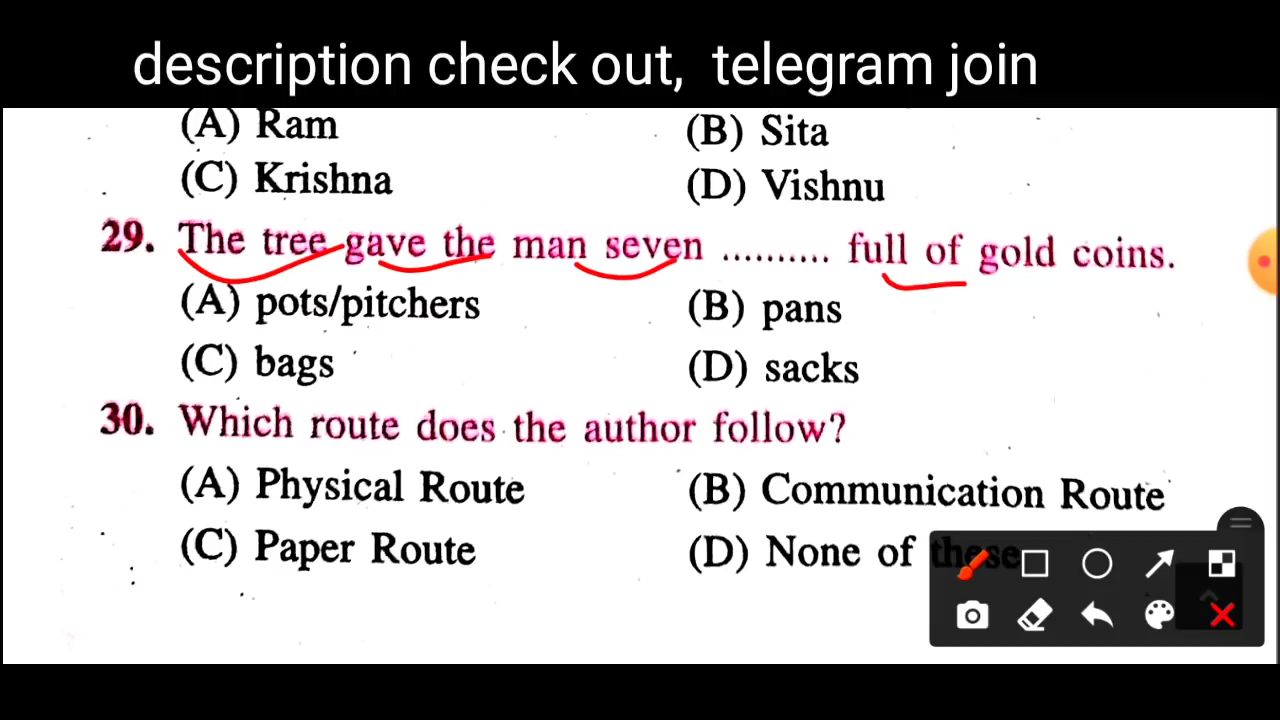 description check out, telegram join
(A) Ram (B) Sita
(C) Krishna (D) Vishnu
29. The tree gave the man seven .......... full of gold coins.
(A) pots/pitchers (B) pans
(C) bags (D) sacks
30. Which route does the author follow?
(A) Physical Route (B) Communication Route
(C) Paper Route (D) None of these